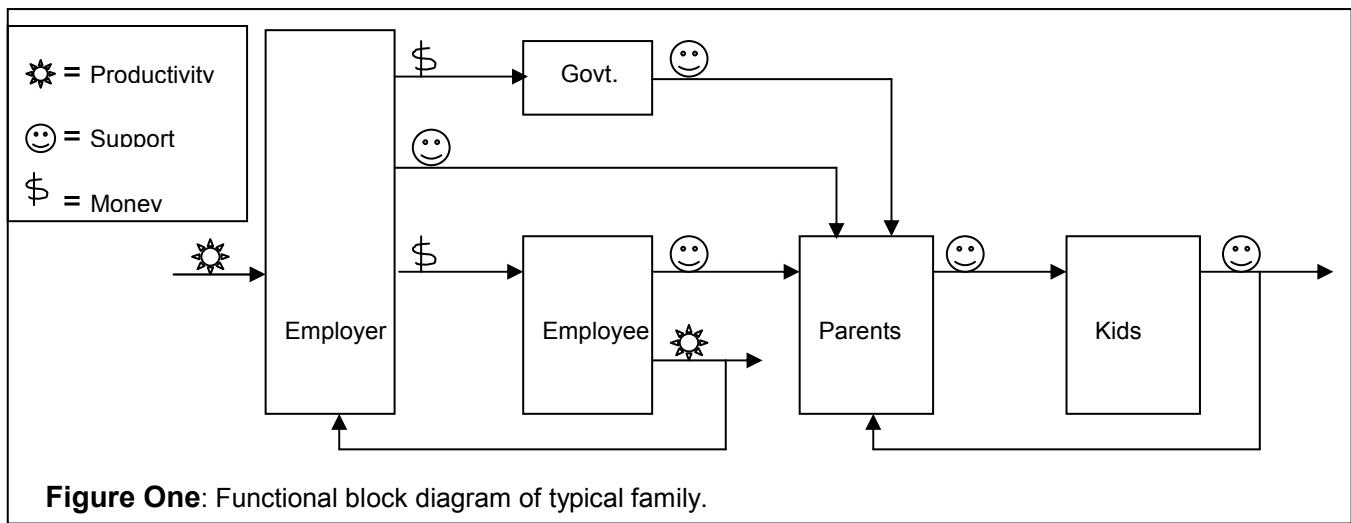 = Productivity
= Support
= Money
$
$
$
Govt.
Employer
Employee
Parents
Kids
Figure One: Functional block diagram of typical family.